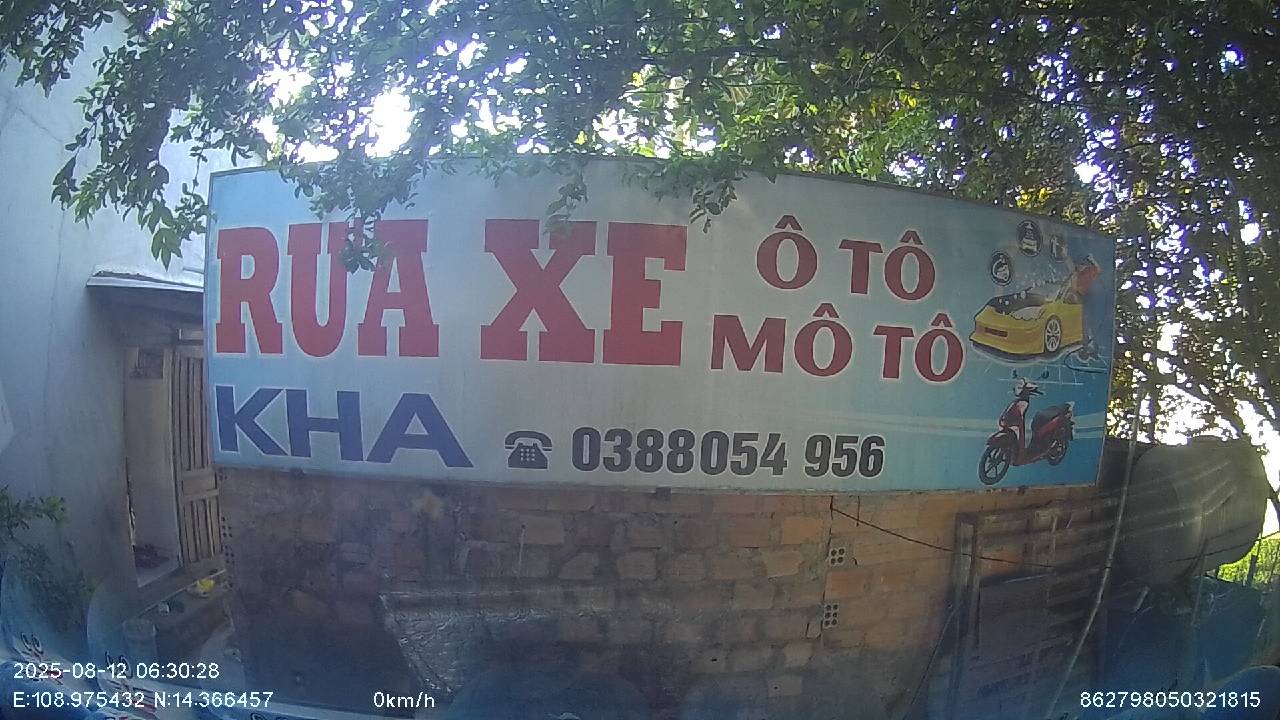 RỬA XE
Ô TÔ
MÔ TÔ
KHA
☎ 0388054 956
2025-08-12 06:30:28
E:108.975432 N:14.366457
0km/h
862798050321815